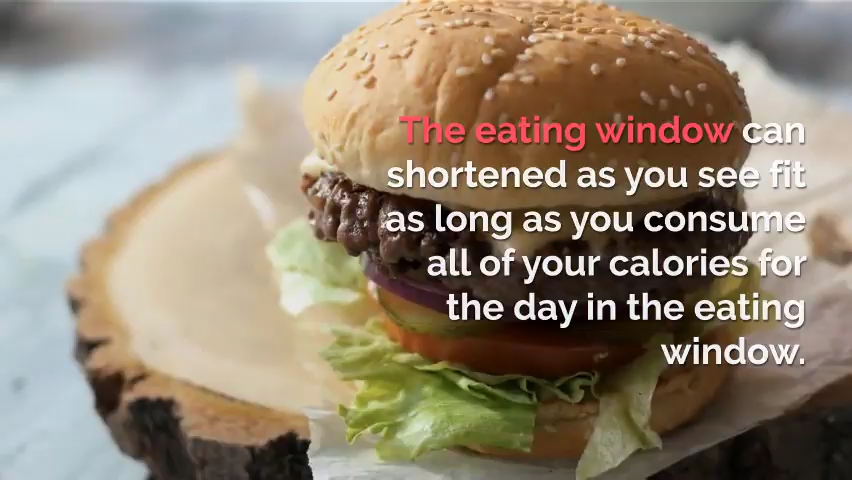 The eating window can
shortened as you see fit
as long as you consume
all of your calories for
the day in the eating
window.